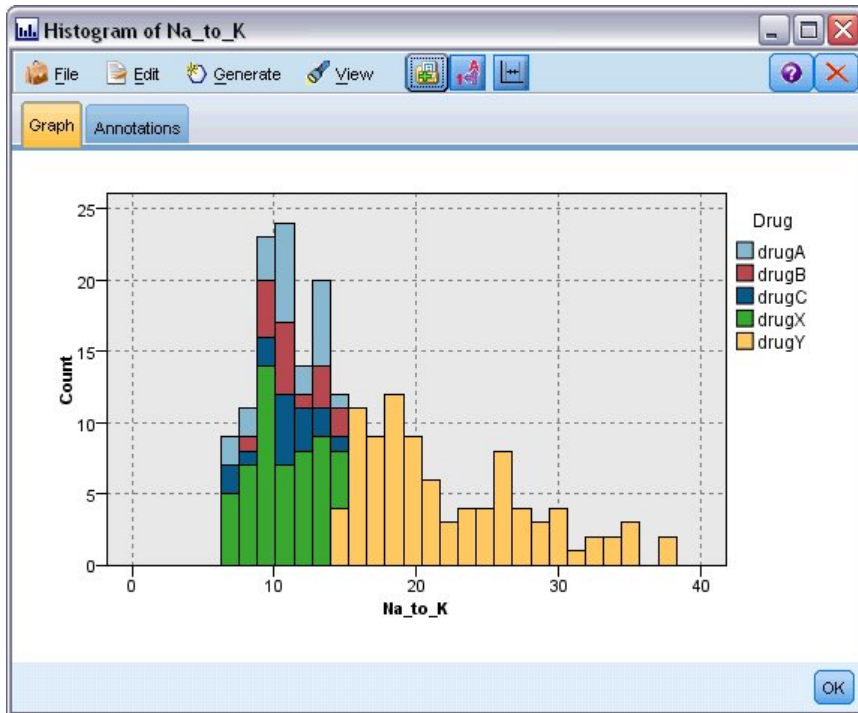 Histogram of Na_to_K
File Edit Generate View
Graph Annotations
25
20
15
10
5
0
Count
0 10 20 30 40
Na_to_K
Drug
drugA
drugB
drugC
drugX
drugY
OK